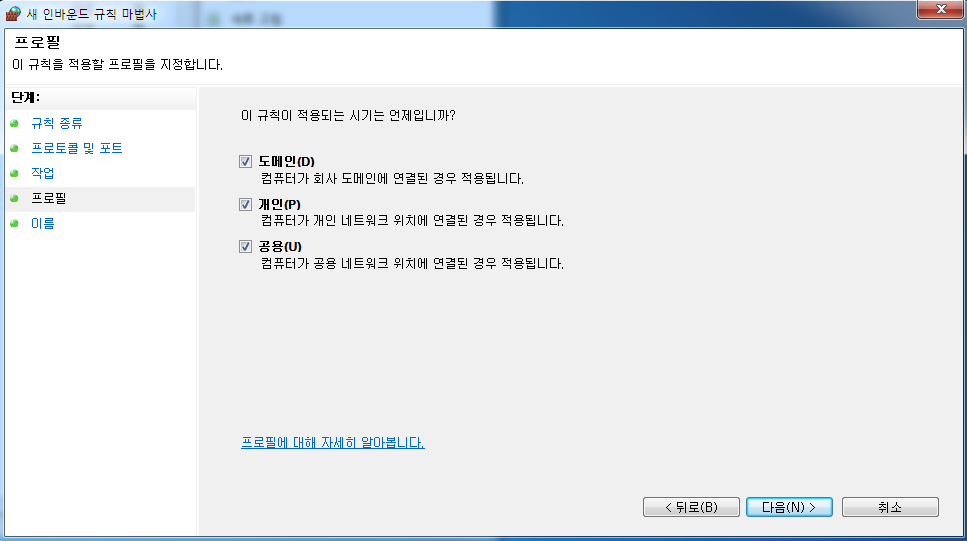 새 인바운드 규칙 마법사
프로필
이 규칙을 적용할 프로필을 지정합니다.
단계:
규칙 종류
프로토콜 및 포트
작업
프로필
이름
이 규칙이 적용되는 시기는 언제입니까?
도메인(D)
컴퓨터가 회사 도메인에 연결된 경우 적용됩니다.
개인(P)
컴퓨터가 개인 네트워크 위치에 연결된 경우 적용됩니다.
공용(U)
컴퓨터가 공용 네트워크 위치에 연결된 경우 적용됩니다.
프로필에 대해 자세히 알아봅니다.
< 뒤로(B) 다음(N) > 취소